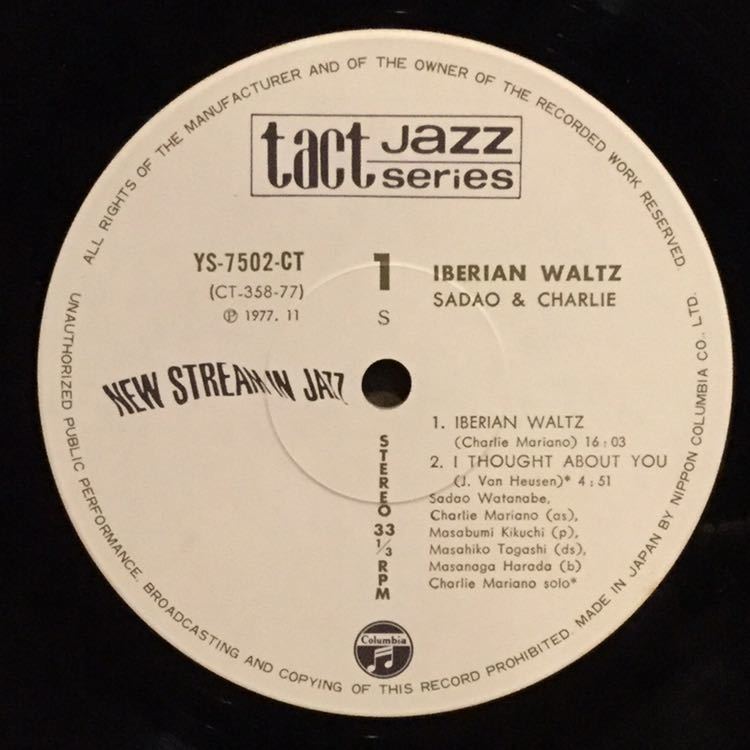 ALL RIGHTS OF THE MANUFACTURER AND OF THE OWNER OF THE RECORDED WORK RESERVED.
UNAUTHORIZED PUBLIC PERFORMANCE, BROADCASTING AND COPYING OF THIS RECORD PROHIBITED. MADE IN JAPAN BY NIPPON COLUMBIA CO., LTD.
tact Jazz
series
YS-7502-CT
(CT-358-77)
Ⓟ 1977. 11
1
S
IBERIAN WALTZ
SADAO & CHARLIE
NEW STREAM IN JAZZ
STEREO 33 1/3 RPM
1. IBERIAN WALTZ
(Charlie Mariano) 16:03
2. I THOUGHT ABOUT YOU
(J. Van Heusen)* 4:51
Sadao Watanabe,
Charlie Mariano (as),
Masabumi Kikuchi (p),
Masahiko Togashi (ds),
Masanaga Harada (b)
Charlie Mariano solo*
Columbia